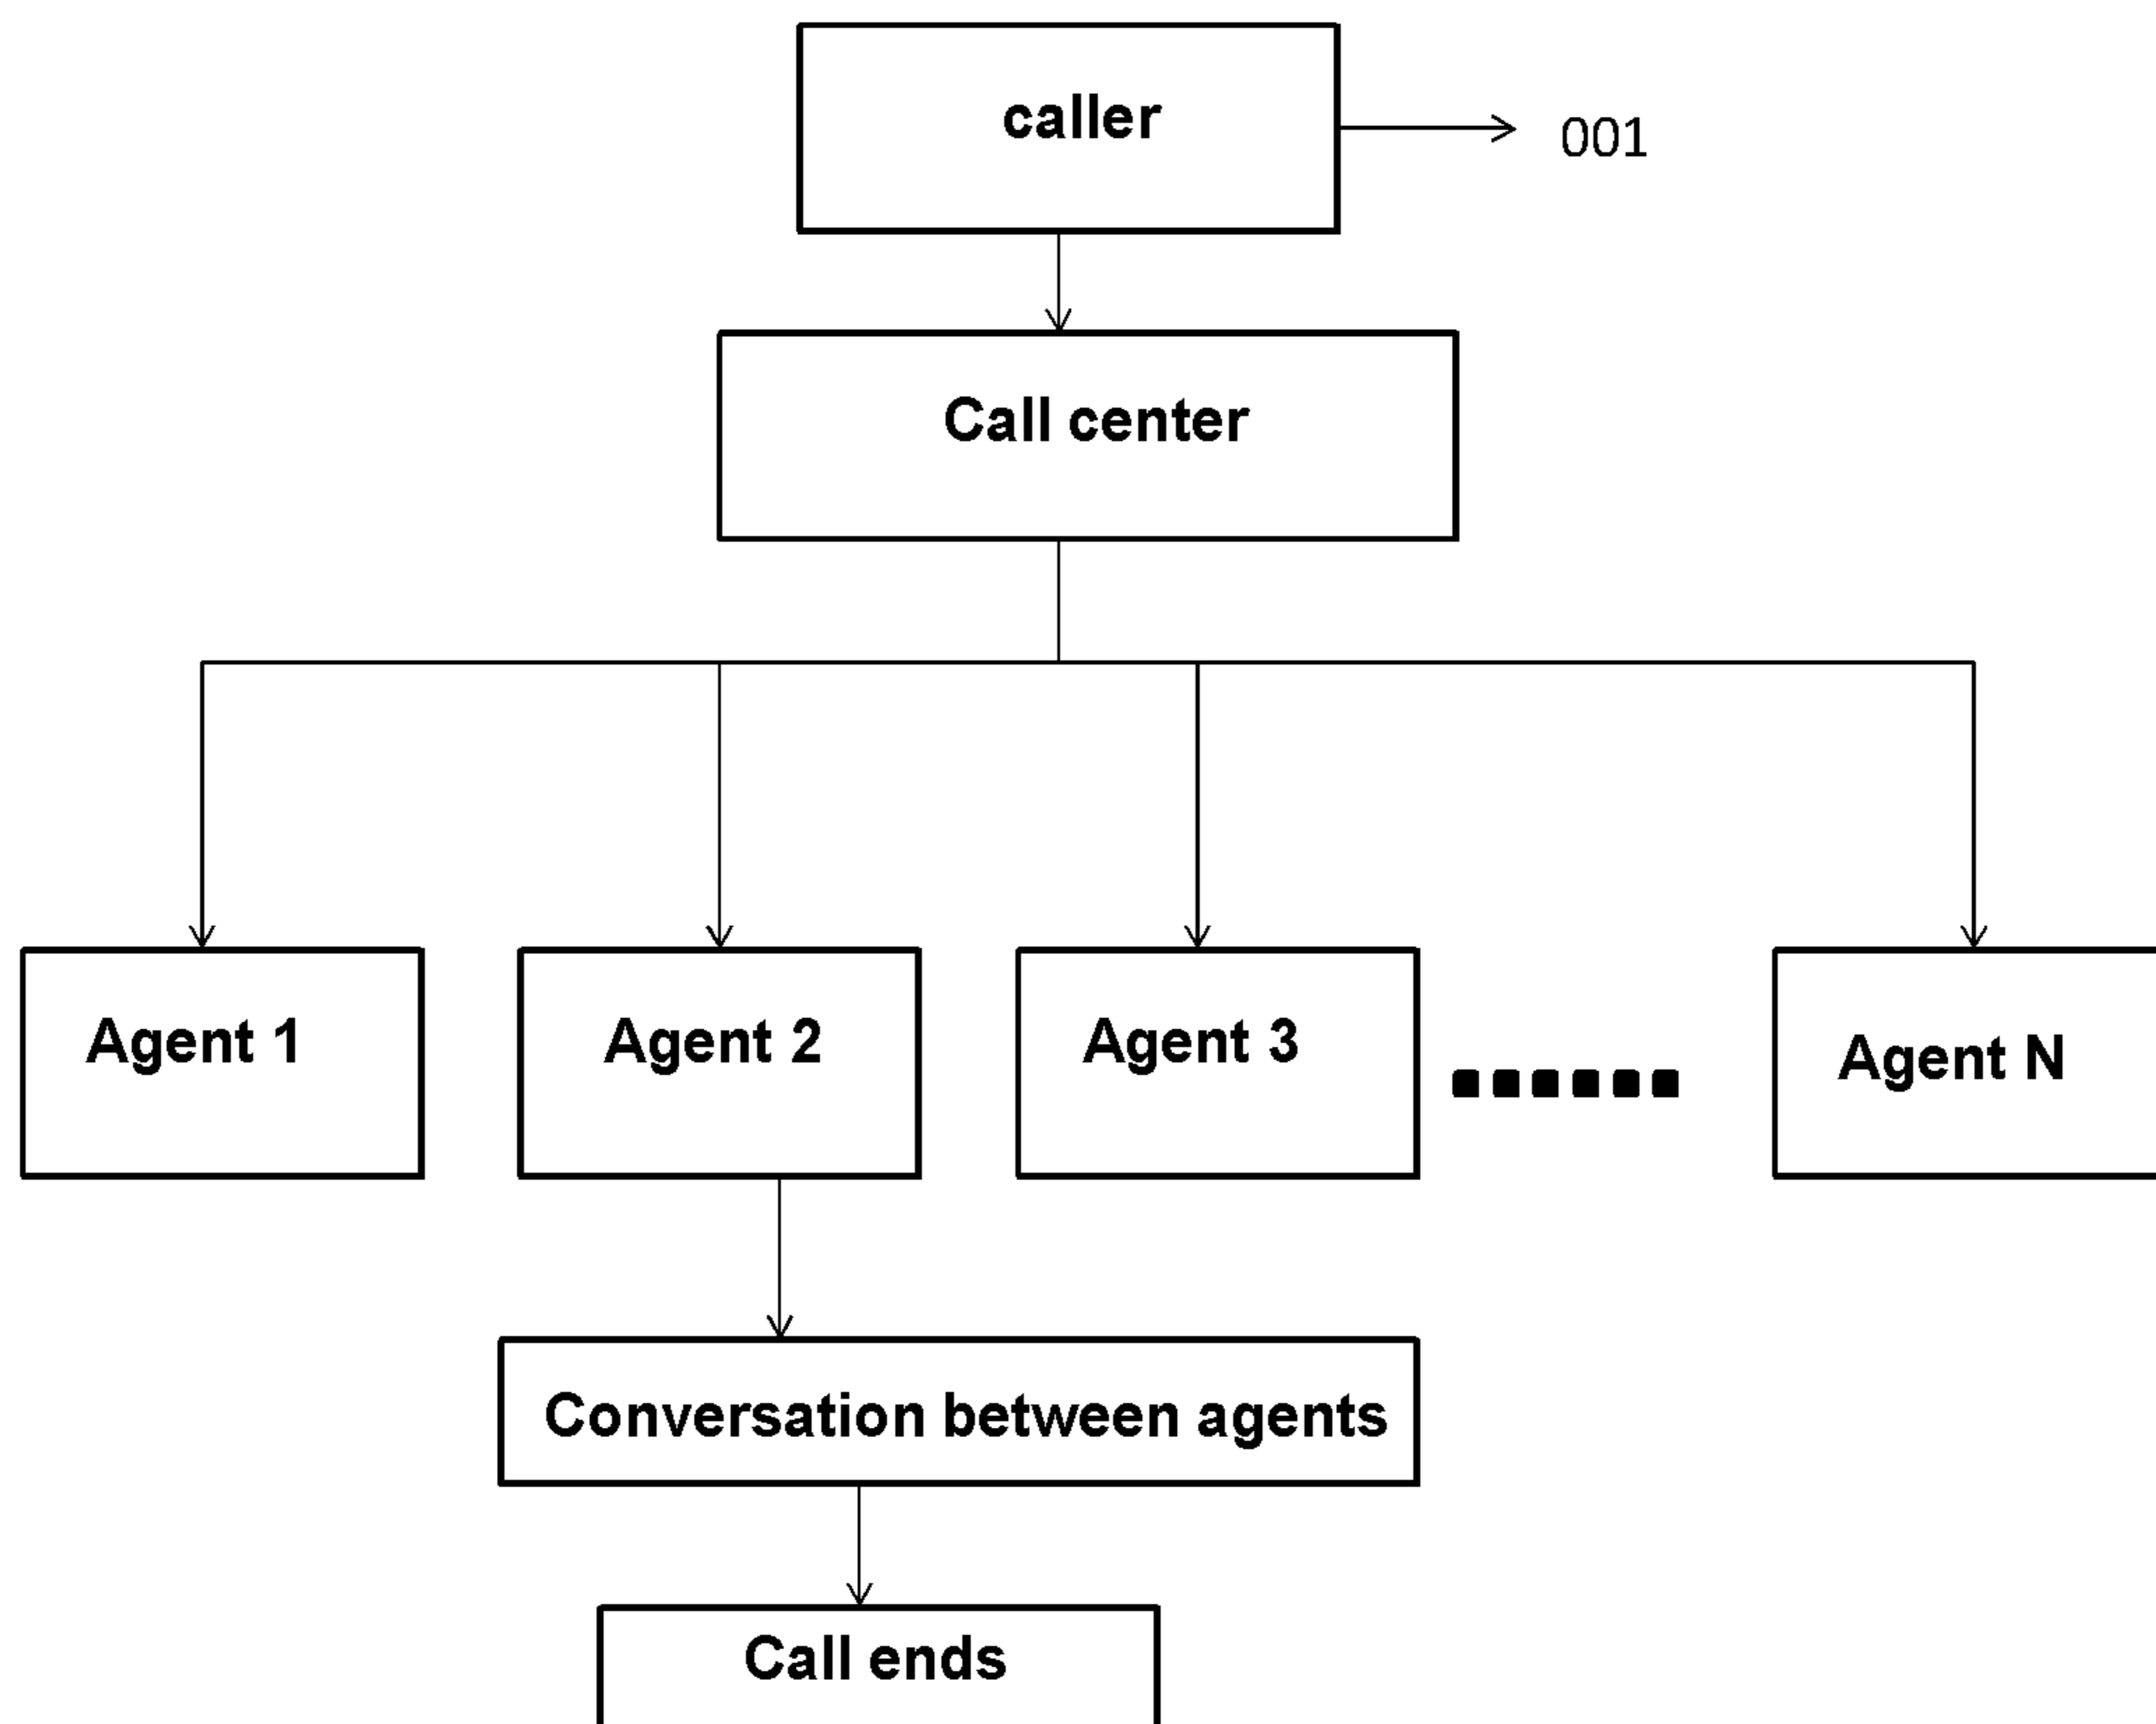 caller
001
Call center
Agent 1
Agent 2
Agent 3
Agent N
Conversation between agents
Call ends